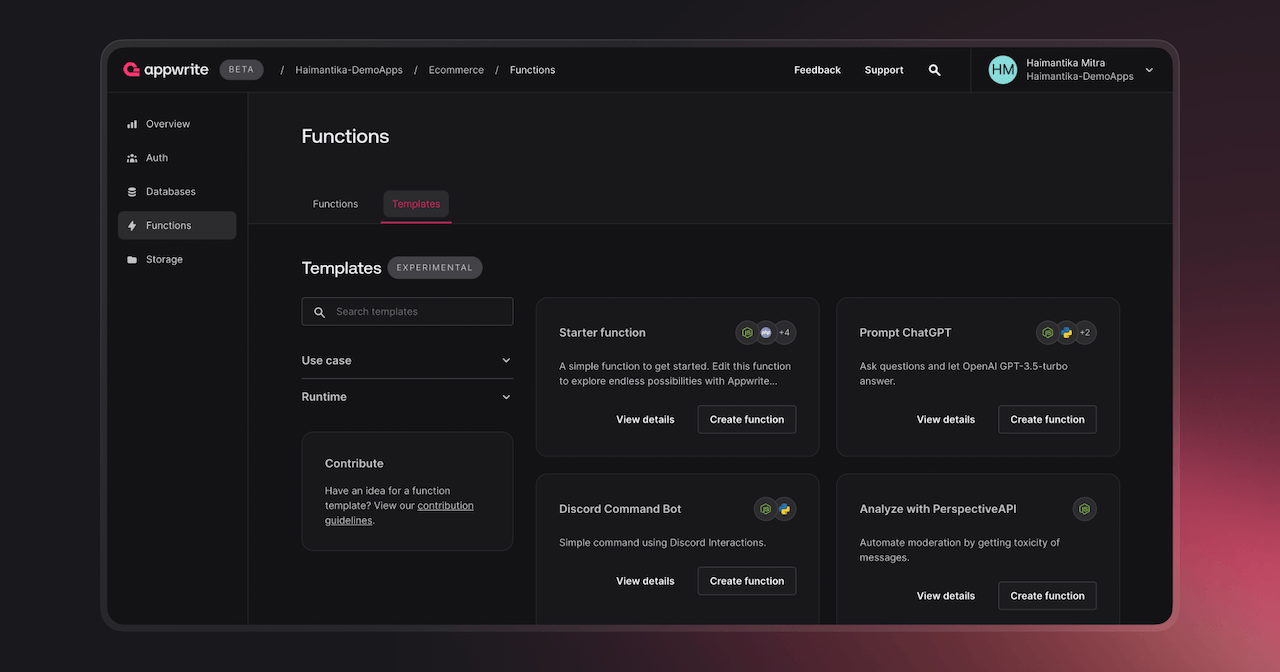 appwrite BETA / Haimantika-DemoApps / Ecommerce / Functions Feedback Support HM Haimantika Mitra
Haimantika-DemoApps
Overview
Auth
Databases
Functions
Storage
Functions
Functions Templates
Templates EXPERIMENTAL
Search templates
Use case
Runtime
Contribute
Have an idea for a function
template? View our contribution
guidelines.
Starter function +4
A simple function to get started. Edit this function
to explore endless possibilities with Appwrite...
View details Create function
Prompt ChatGPT +2
Ask questions and let OpenAI GPT-3.5-turbo
answer.
View details Create function
Discord Command Bot
Simple command using Discord Interactions.
View details Create function
Analyze with PerspectiveAPI
Automate moderation by getting toxicity of
messages.
View details Create function